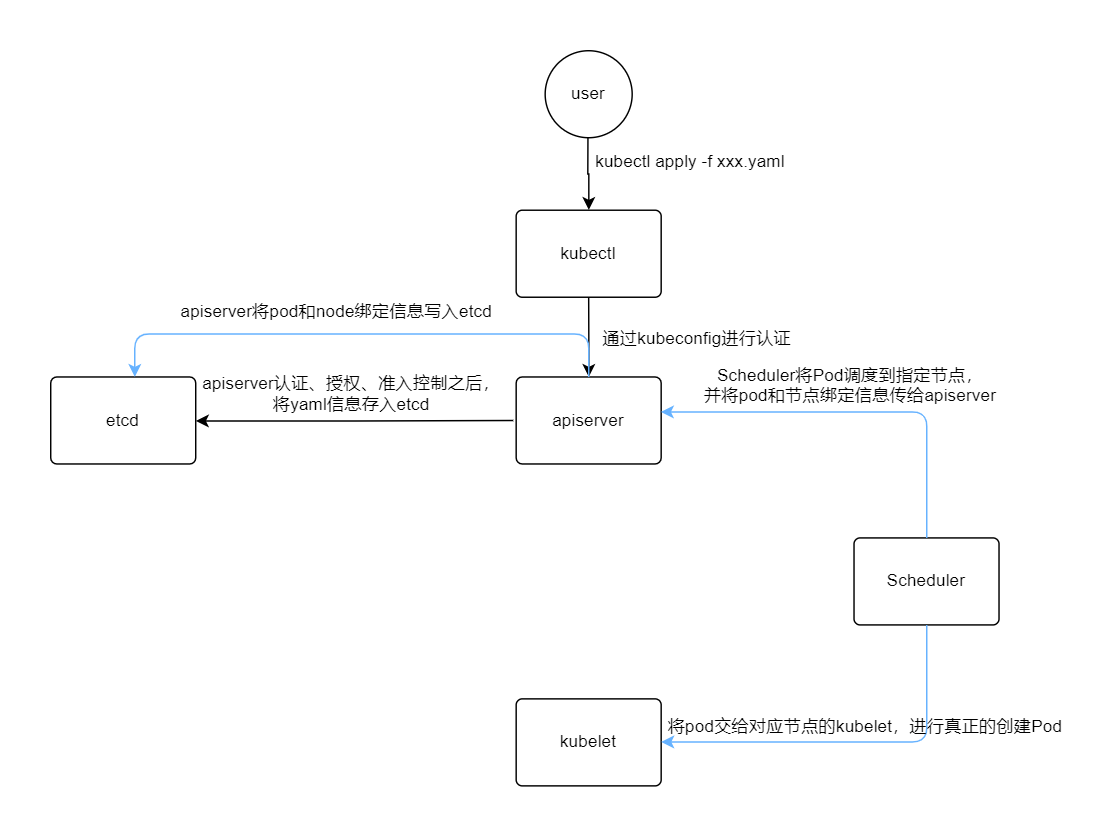 user
kubectl apply -f xxx.yaml
kubectl
apiserver将pod和node绑定信息写入etcd
通过kubeconfig进行认证
apiserver认证、授权、准入控制之后，
将yaml信息存入etcd
Scheduler将Pod调度到指定节点，
并将pod和节点绑定信息传给apiserver
etcd
apiserver
Scheduler
将pod交给对应节点的kubelet，进行真正的创建Pod
kubelet